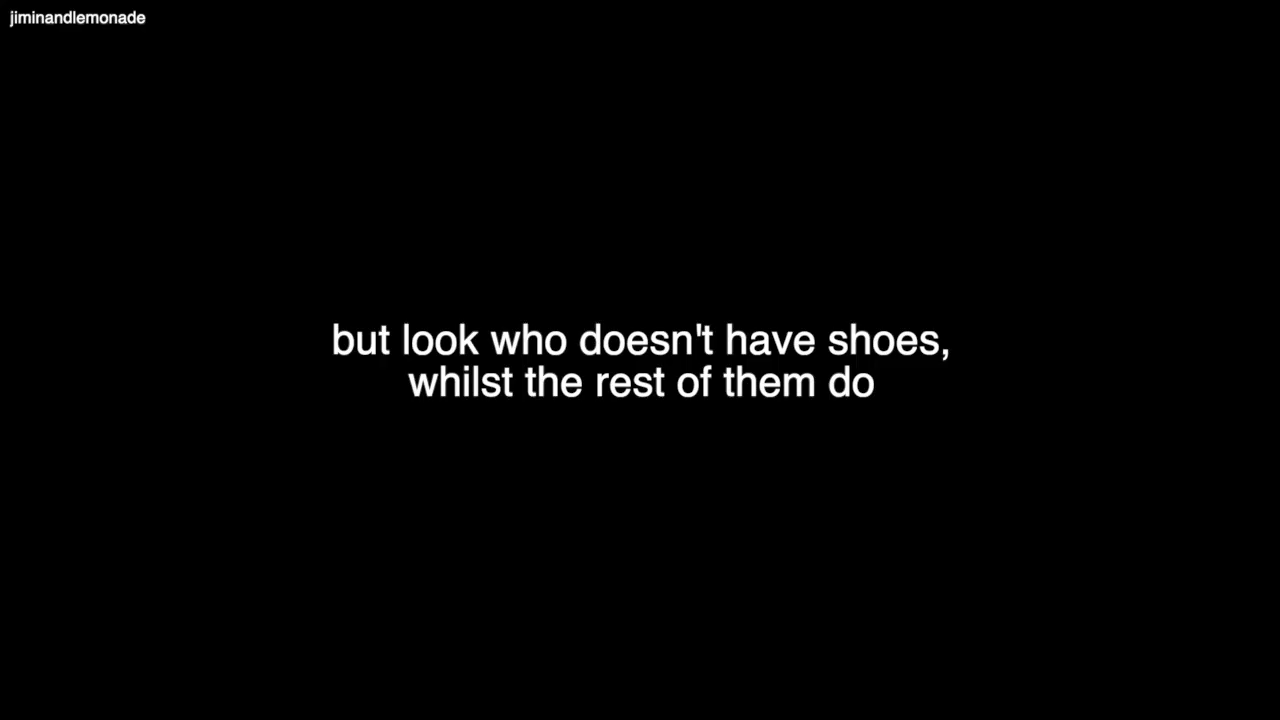 jiminandlemonade
but look who doesn't have shoes,
whilst the rest of them do